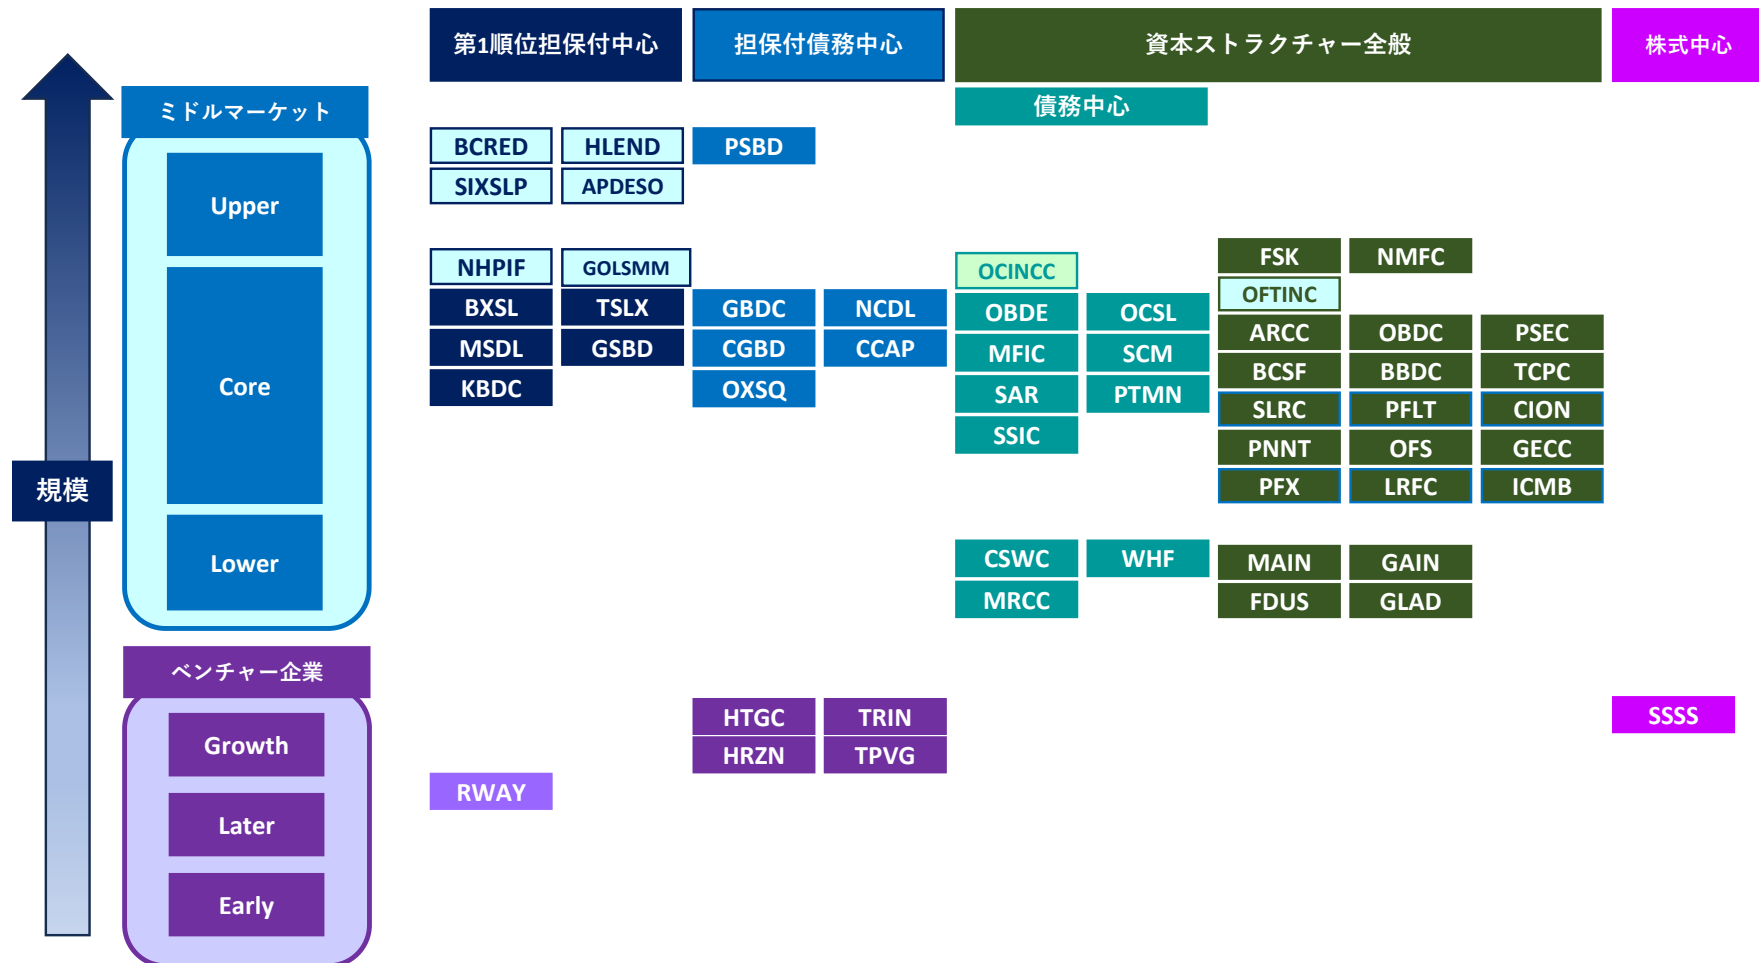 第1順位担保付中心
担保付債務中心
資本ストラクチャー全般
株式中心
債務中心
規模
ミドルマーケット
Upper
Core
Lower
ベンチャー企業
Growth
Later
Early
BCRED HLEND PSBD
SIXSLP APDESO
NHPIF GOLSMM
BXSL TSLX
MSDL GSBD
KBDC
GBDC NCDL
CGBD CCAP
OXSQ
OCINCC
OBDE OCSL
MFIC SCM
SAR PTMN
SSIC
FSK NMFC
OFTINC
ARCC OBDC PSEC
BCSF BBDC TCPC
SLRC PFLT CION
PNNT OFS GECC
PFX LRFC ICMB
CSWC WHF
MRCC
MAIN GAIN
FDUS GLAD
HTGC TRIN
HRZN TPVG
SSSS
RWAY